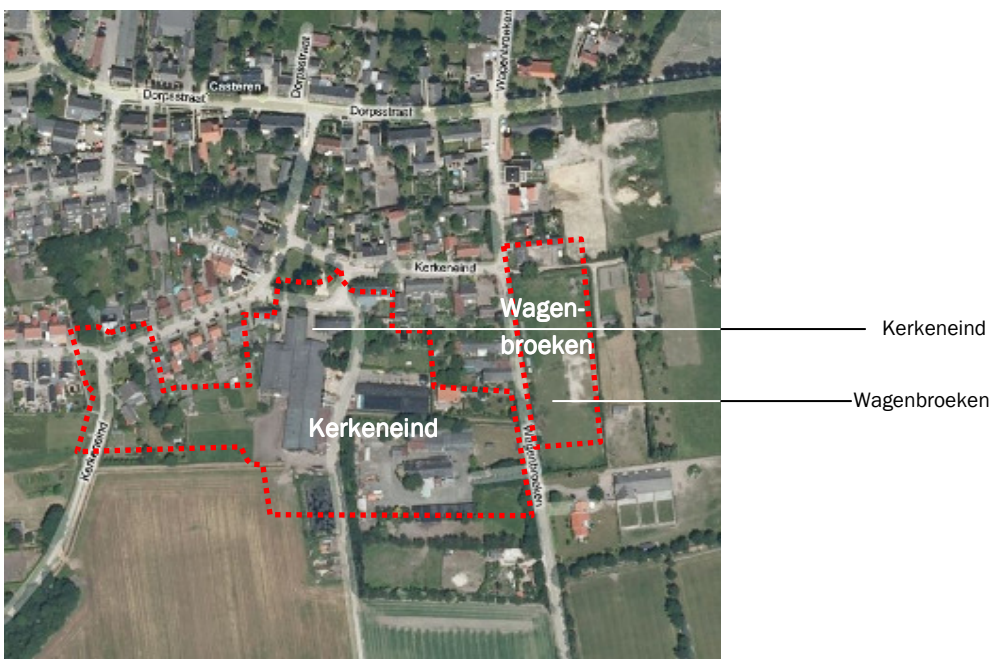 Wagenbroeken
Dorpsstraat
Casteren
Dorpsstraat
Dorpsstraat
Kerkeneind
Wagen-
broeken
Kerkeneind
Wagenbroeken
Kerkeneind
Kerkeneind
Wagenbroeken